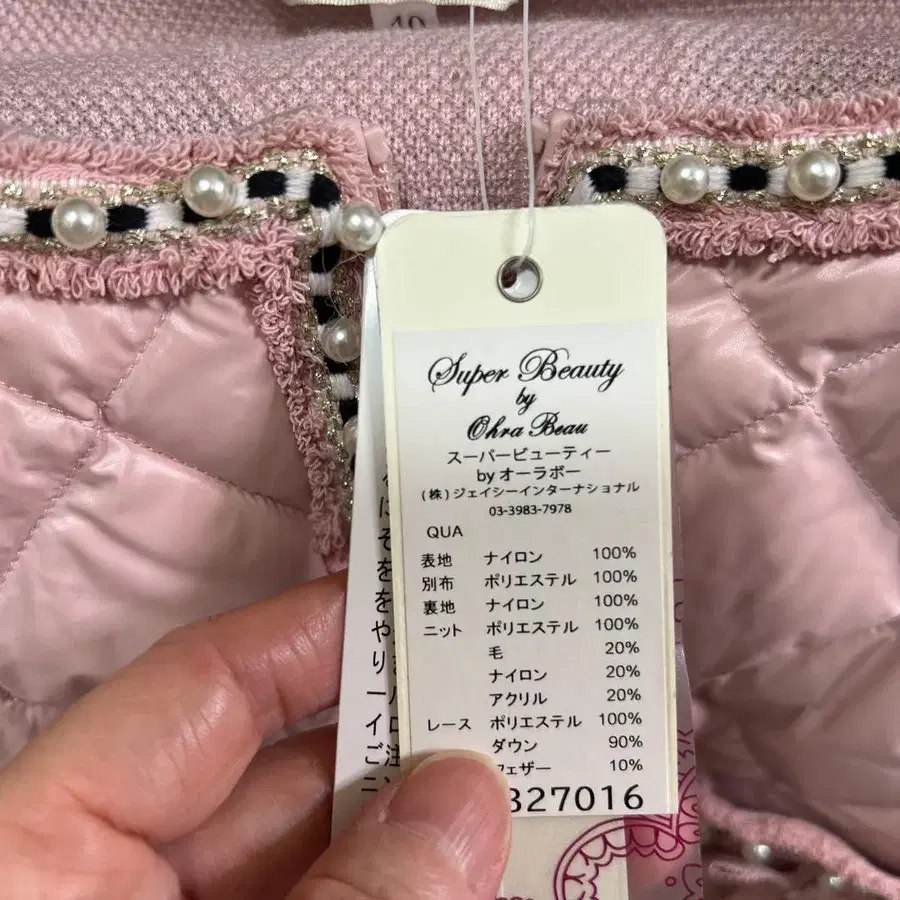 40
Super Beauty
by
Ohra Beau
スーパービューティー
by オーラボー
(株)ジェイシーインターナショナル
03-3983-7978
QUA
表地 ナイロン 100%
別布 ポリエステル 100%
裏地 ナイロン 100%
ニット ポリエステル 100%
毛 20%
ナイロン 20%
アクリル 20%
レース ポリエステル 100%
ダウン 90%
フェザー 10%
327016